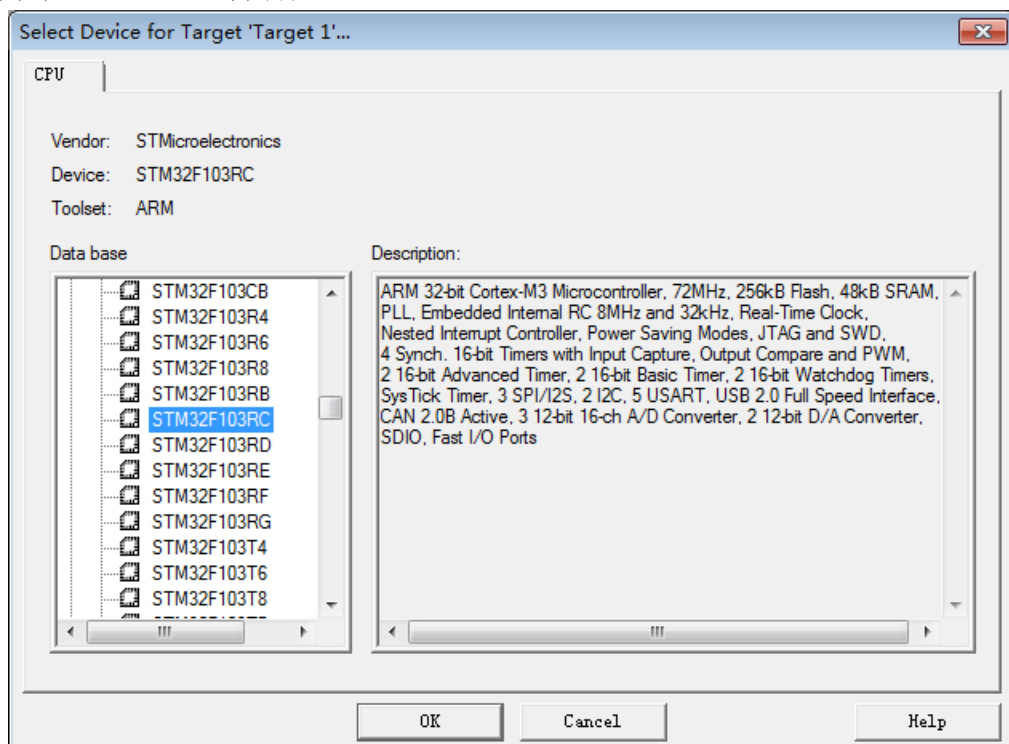 Select Device for Target 'Target 1'...
CPU
Vendor: STMicroelectronics
Device: STM32F103RC
Toolset: ARM
Data base
STM32F103CB
STM32F103R4
STM32F103R6
STM32F103R8
STM32F103RB
STM32F103RC
STM32F103RD
STM32F103RE
STM32F103RF
STM32F103RG
STM32F103T4
STM32F103T6
STM32F103T8
Description:
ARM 32-bit Cortex-M3 Microcontroller, 72MHz, 256kB Flash, 48kB SRAM,
PLL, Embedded Internal RC 8MHz and 32kHz, Real-Time Clock,
Nested Interrupt Controller, Power Saving Modes, JTAG and SWD,
4 Synch. 16-bit Timers with Input Capture, Output Compare and PWM,
2 16-bit Advanced Timer, 2 16-bit Basic Timer, 2 16-bit Watchdog Timers,
SysTick Timer, 3 SPI/I2S, 2 I2C, 5 USART, USB 2.0 Full Speed Interface,
CAN 2.0B Active, 3 12-bit 16-ch A/D Converter, 2 12-bit D/A Converter,
SDIO, Fast I/O Ports
OK Cancel Help